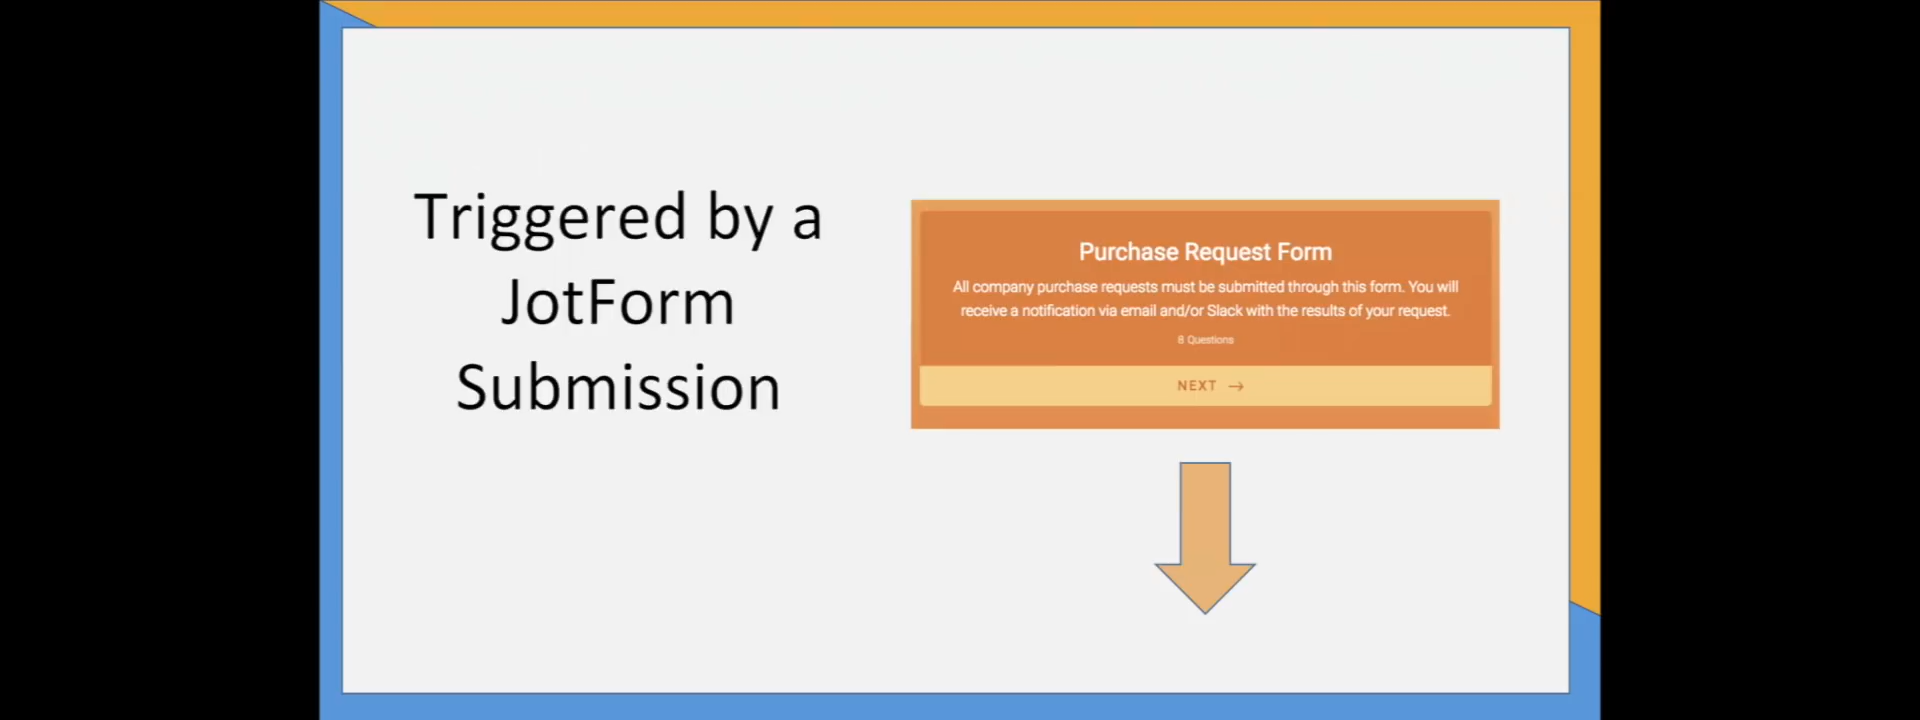 Triggered by a
JotForm
Submission
Purchase Request Form
All company purchase requests must be submitted through this form. You will
receive a notification via email and/or Slack with the results of your request.
8 Questions
NEXT →